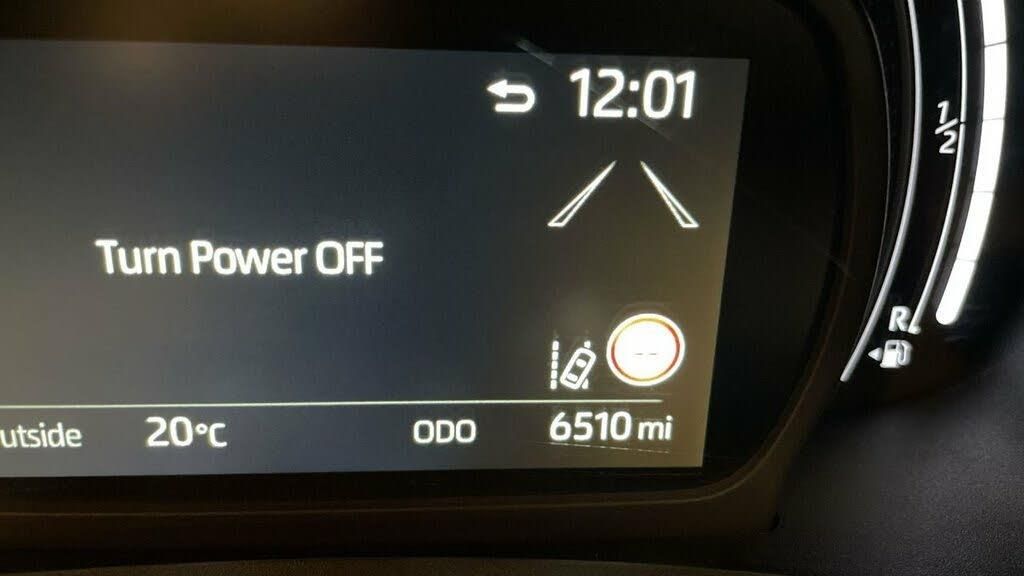 12:01
1/2
Turn Power OFF
R
--
utside 20°C ODO 6510 mi